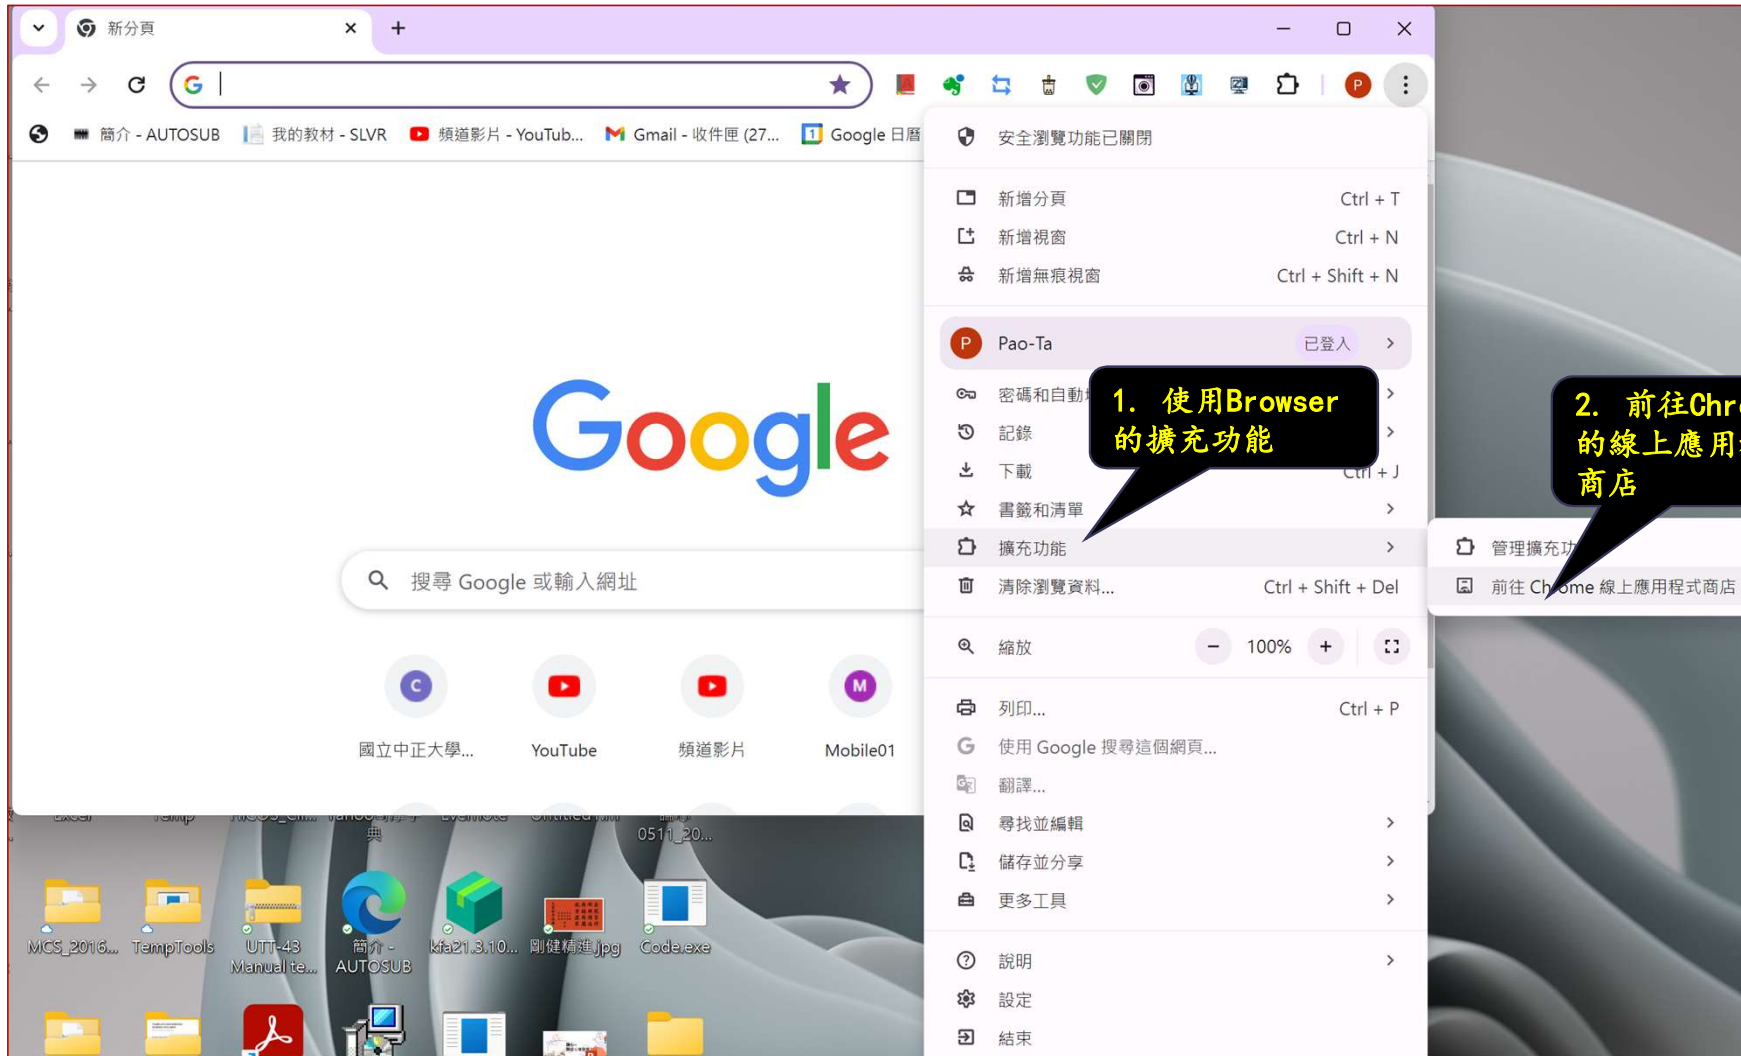 新分頁
簡介 - AUTOSUB
我的教材 - SLVR
頻道影片 - YouTub...
Gmail - 收件匣 (27...
Google 日曆
安全瀏覽功能已關閉
新增分頁 Ctrl + T
新增視窗 Ctrl + N
新增無痕視窗 Ctrl + Shift + N
P Pao-Ta 已登入
密碼和自動
1. 使用Browser
的擴充功能
記錄
下載 Ctrl + J
書籤和清單
擴充功能
清除瀏覽資料... Ctrl + Shift + Del
縮放 - 100% +
列印... Ctrl + P
使用 Google 搜尋這個網頁...
翻譯...
尋找並編輯
儲存並分享
更多工具
說明
設定
結束
2. 前往Chr
的線上應用
商店
管理擴充功
前往 Chrome 線上應用程式商店
Google
搜尋 Google 或輸入網址
C
M
國立中正大學...
YouTube
頻道影片
Mobile01
典
0511_20...
MCS_2016...
TempTools
UTT-43
Manual te...
簡介 -
AUTOSUB
kfa21.3.10...
剛健精進.jpg
Code.exe